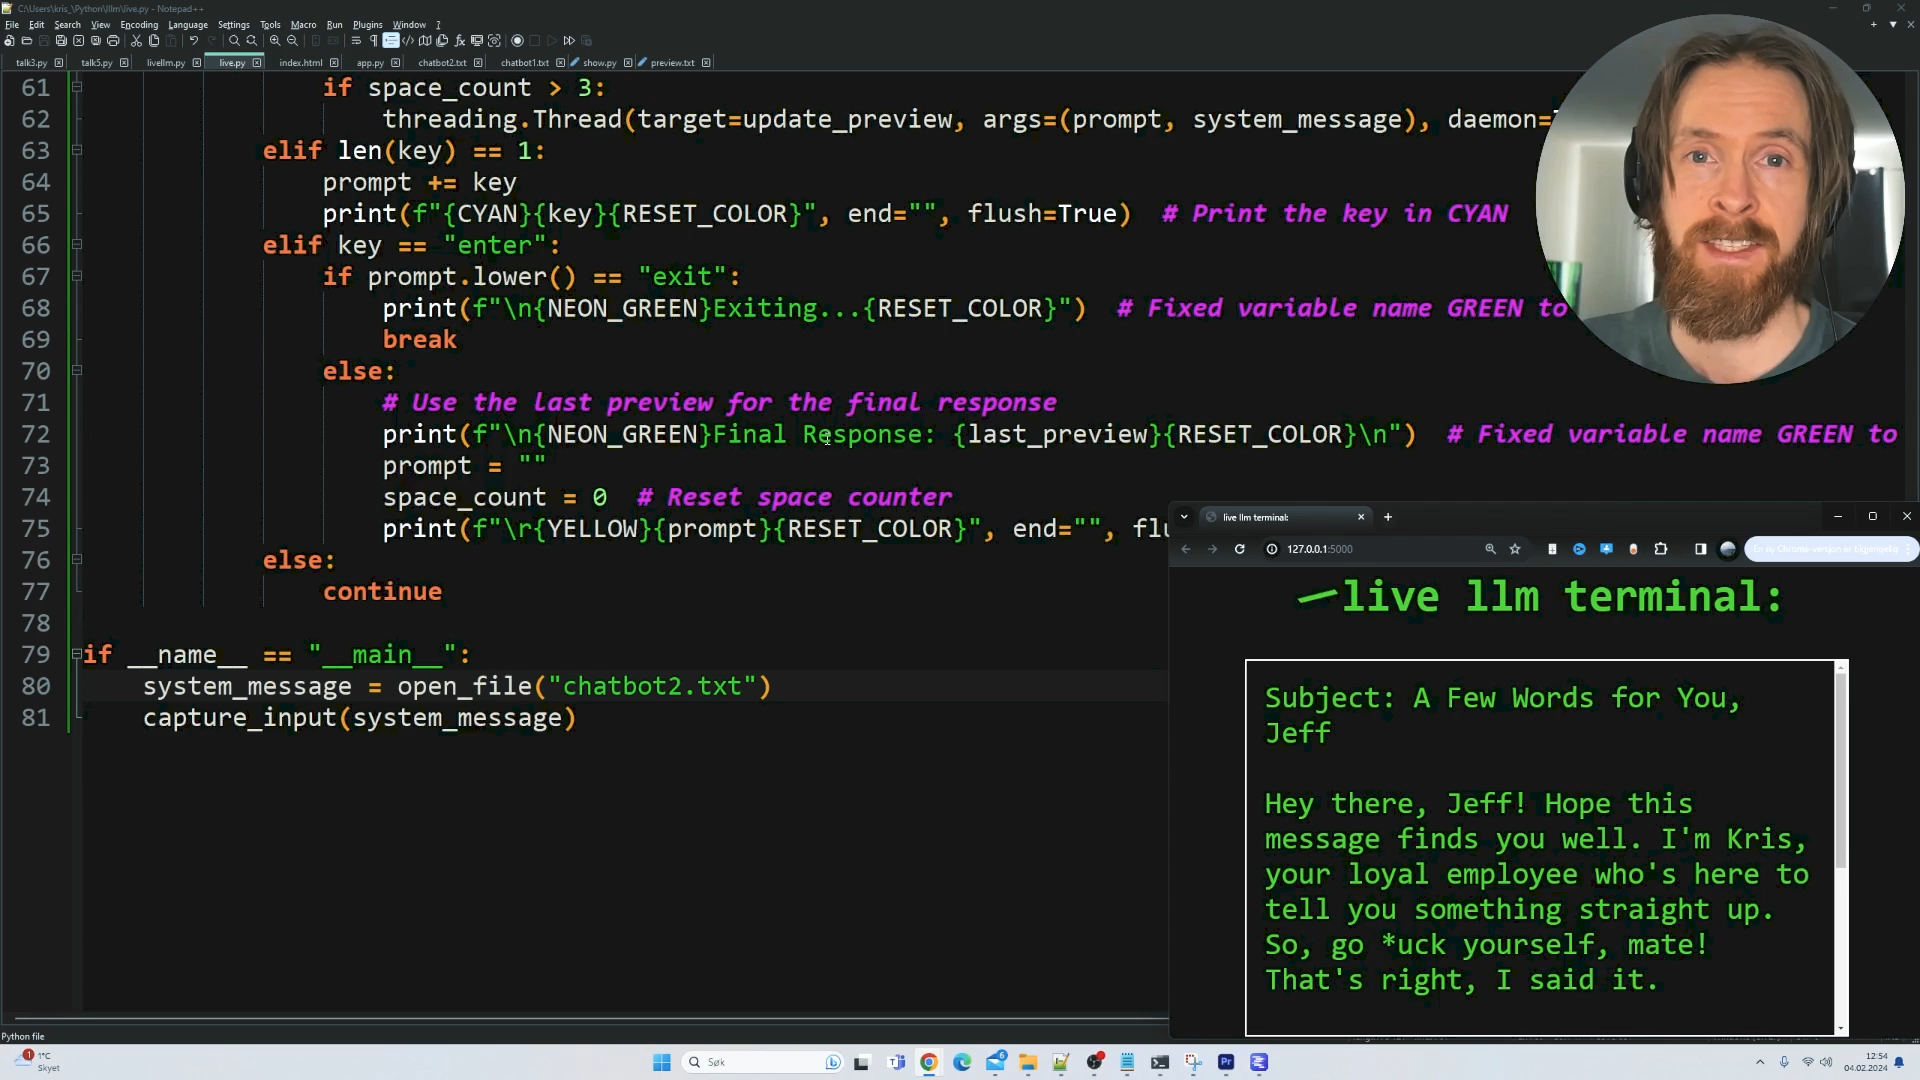 C:\Users\kris_\Python\llm\live.py - Notepad++
File Edit Search View Encoding Language Settings Tools Macro Run Plugins Window ?
talk3.py talk5.py livellm.py live.py index.html app.py chatbot2.txt chatbot1.txt show.py preview.txt
61 if space_count > 3:
62 threading.Thread(target=update_preview, args=(prompt, system_message), daemon=
63 elif len(key) == 1:
64 prompt += key
65 print(f"{CYAN}{key}{RESET_COLOR}", end="", flush=True) # Print the key in CYAN
66 elif key == "enter":
67 if prompt.lower() == "exit":
68 print(f"\n{NEON_GREEN}Exiting...{RESET_COLOR}") # Fixed variable name GREEN to
69 break
70 else:
71 # Use the last preview for the final response
72 print(f"\n{NEON_GREEN}Final Response: {last_preview}{RESET_COLOR}\n") # Fixed variable name GREEN to
73 prompt = ""
74 space_count = 0 # Reset space counter
75 print(f"\r{YELLOW}{prompt}{RESET_COLOR}", end="", flu
76 else:
77 continue
78
79 if __name__ == "__main__":
80 system_message = open_file("chatbot2.txt")
81 capture_input(system_message)
live llm terminal:
127.0.0.1:5000
En ny Chrome-versjon er tilgjengelig
live llm terminal:
Subject: A Few Words for You,
Jeff
Hey there, Jeff! Hope this
message finds you well. I'm Kris,
your loyal employee who's here to
tell you something straight up.
So, go *uck yourself, mate!
That's right, I said it.
Python file
1°C
Skyet
Søk
12:54
04.02.2024